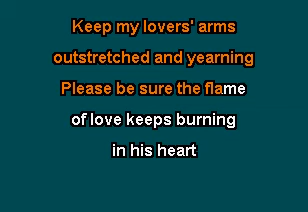 Keep my lovers' arms
outstretched and yearning
Please be sure the flame
of love keeps burning
in his heart